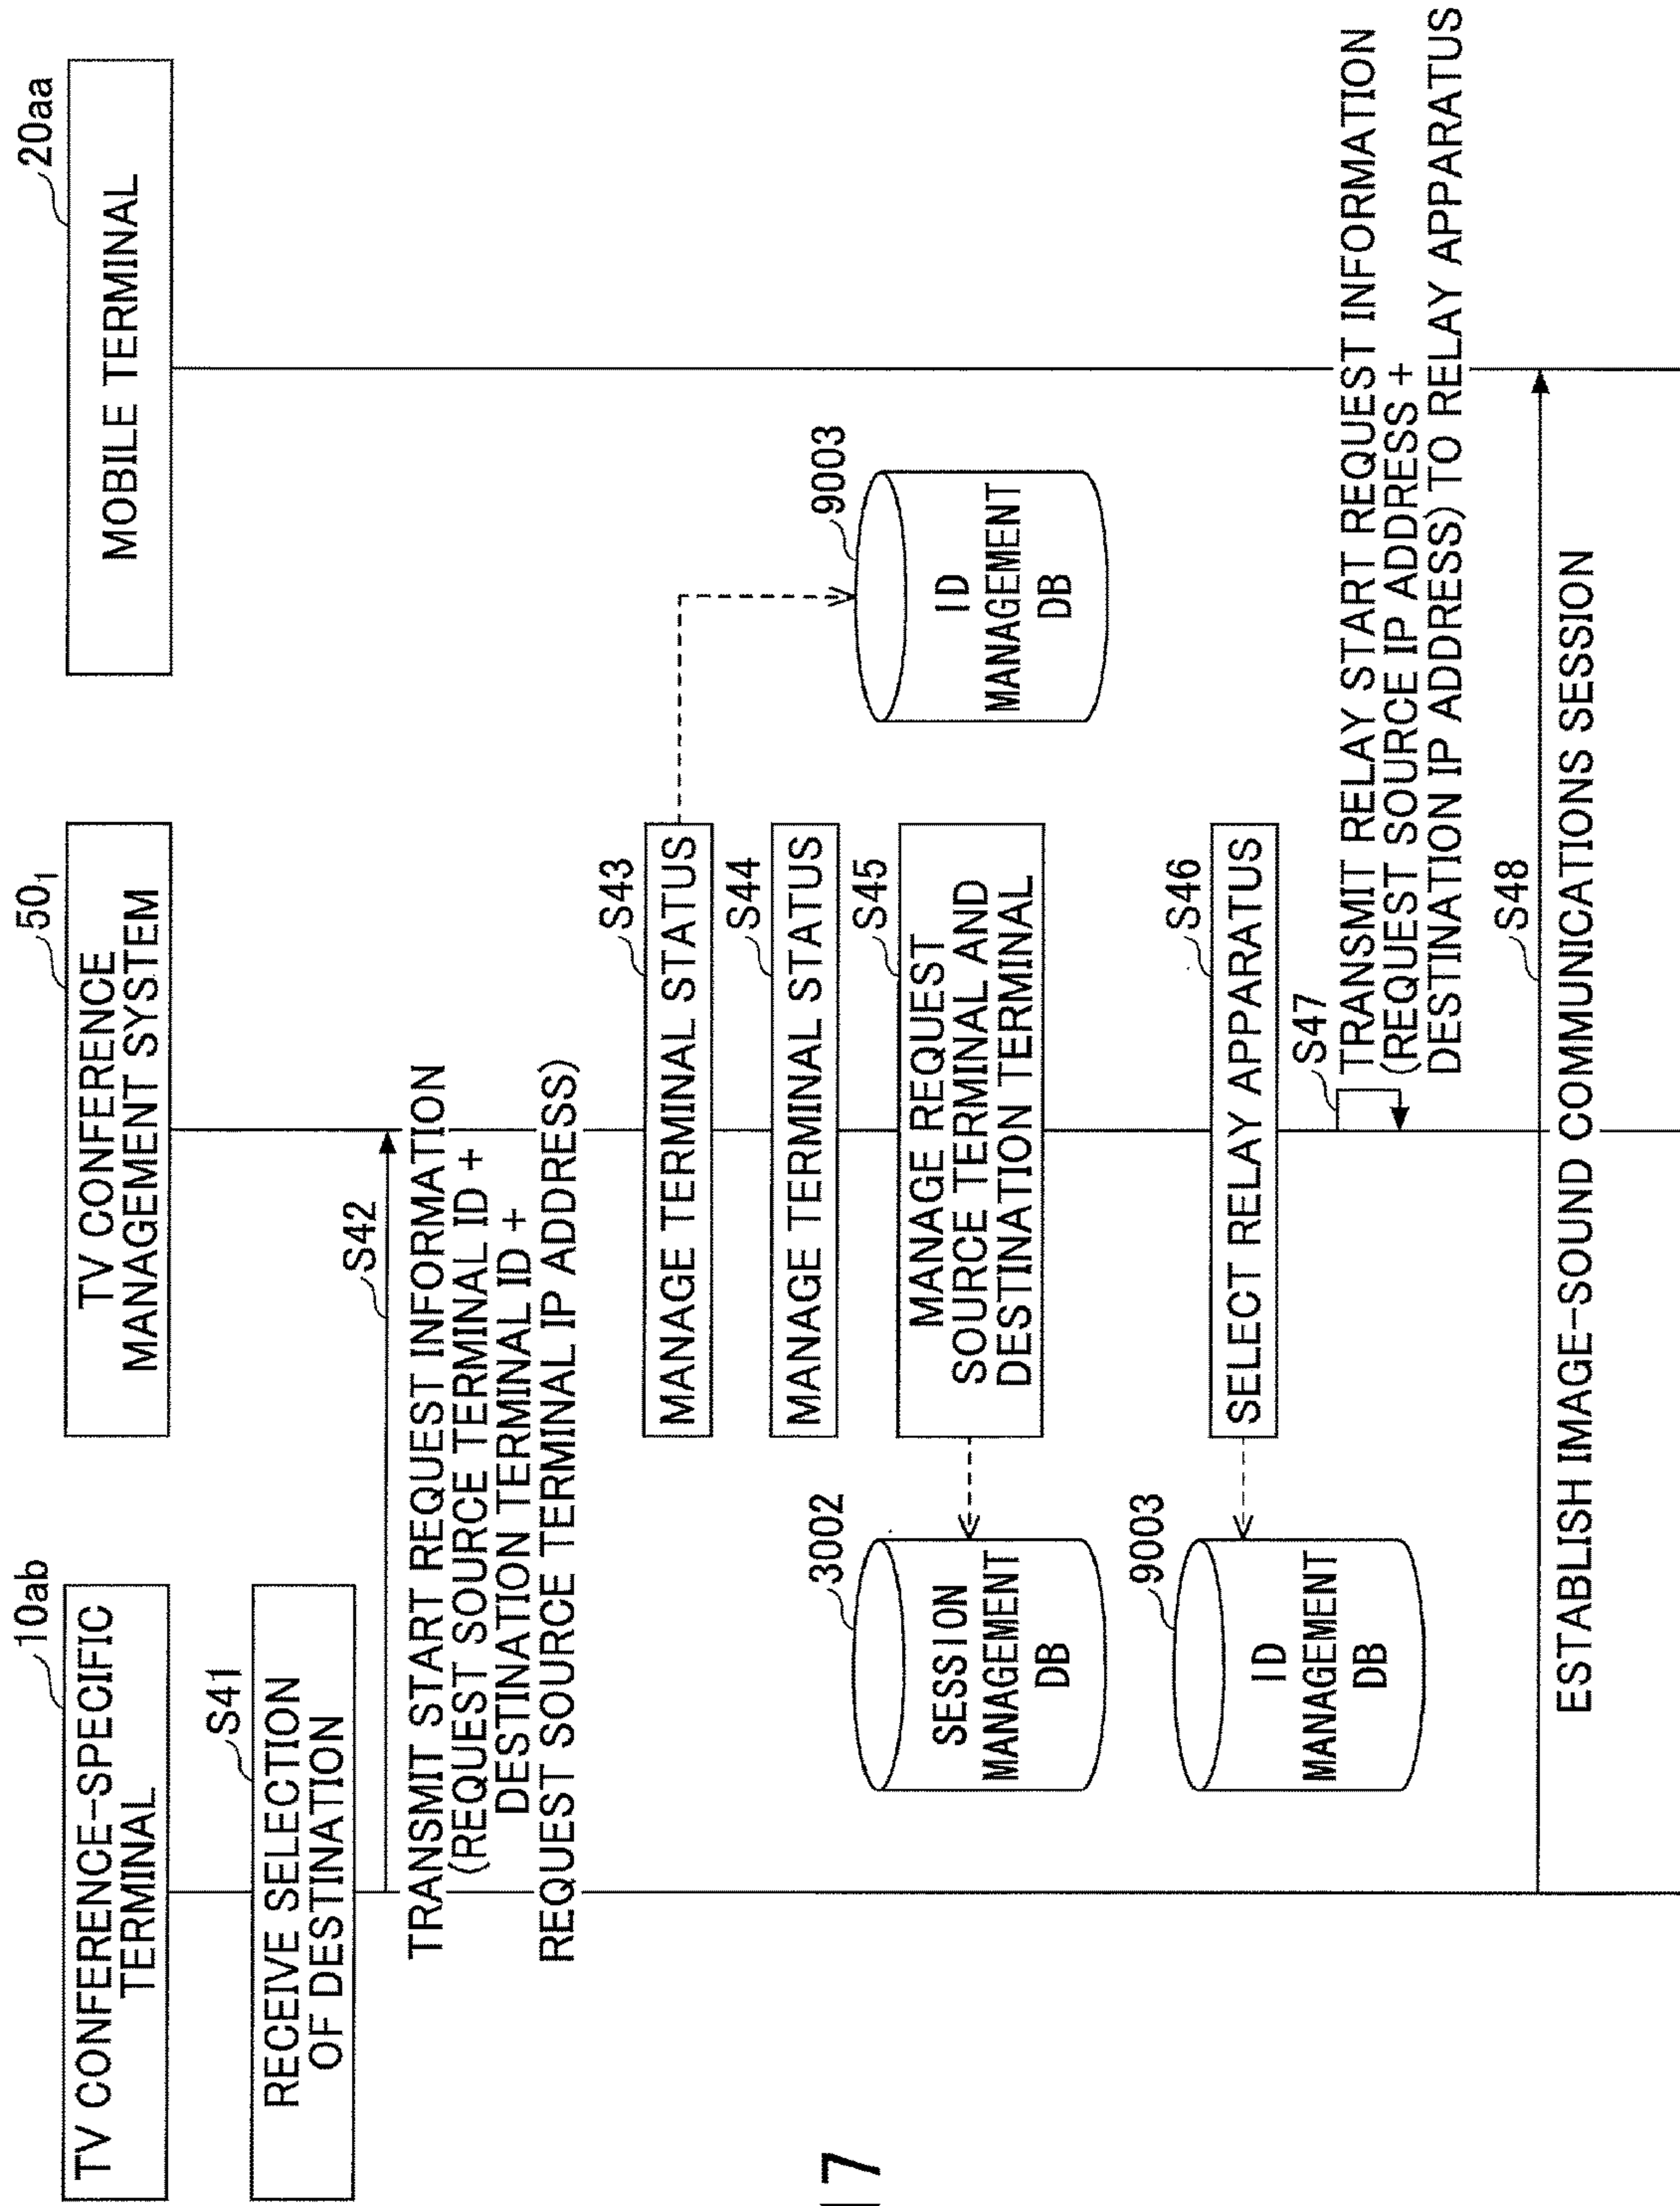 10ab
TV CONFERENCE-SPECIFIC
TERMINAL
50₁
TV CONFERENCE
MANAGEMENT SYSTEM
20aa
MOBILE TERMINAL
S41
RECEIVE SELECTION
OF DESTINATION
S42
TRANSMIT START REQUEST INFORMATION
(REQUEST SOURCE TERMINAL ID +
DESTINATION TERMINAL ID +
REQUEST SOURCE TERMINAL IP ADDRESS)
S43
MANAGE TERMINAL STATUS
9003
ID
MANAGEMENT
DB
S44
MANAGE TERMINAL STATUS
S45
MANAGE REQUEST
SOURCE TERMINAL AND
DESTINATION TERMINAL
3002
SESSION
MANAGEMENT
DB
S46
SELECT RELAY APPARATUS
9003
ID
MANAGEMENT
DB
S47
TRANSMIT RELAY START REQUEST INFORMATION
(REQUEST SOURCE IP ADDRESS +
DESTINATION IP ADDRESS) TO RELAY APPARATUS
S48
ESTABLISH IMAGE-SOUND COMMUNICATIONS SESSION